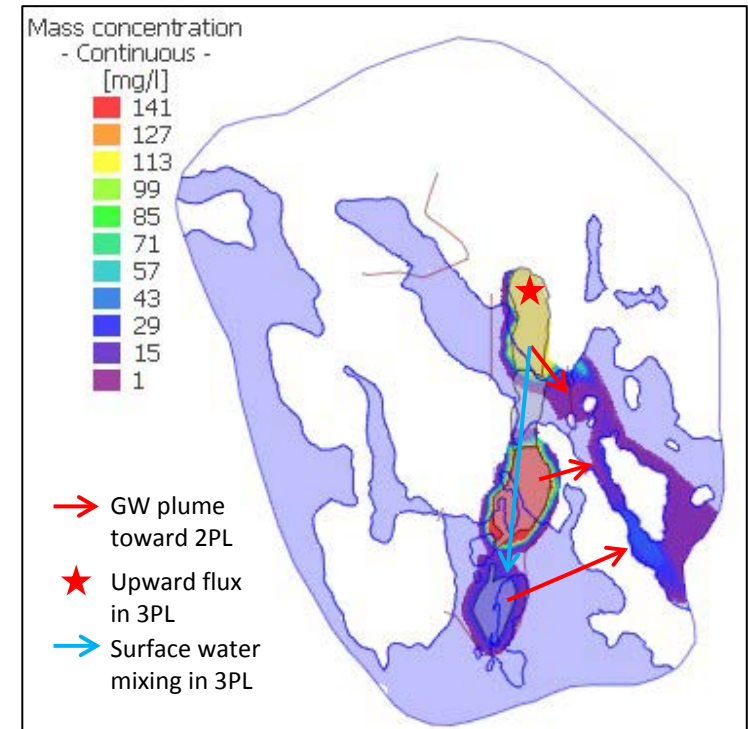 Mass concentration
- Continuous -
[mg/l]
141
127
113
99
85
71
57
43
29
15
1
GW plume
toward 2PL
Upward flux
in 3PL
Surface water
mixing in 3PL